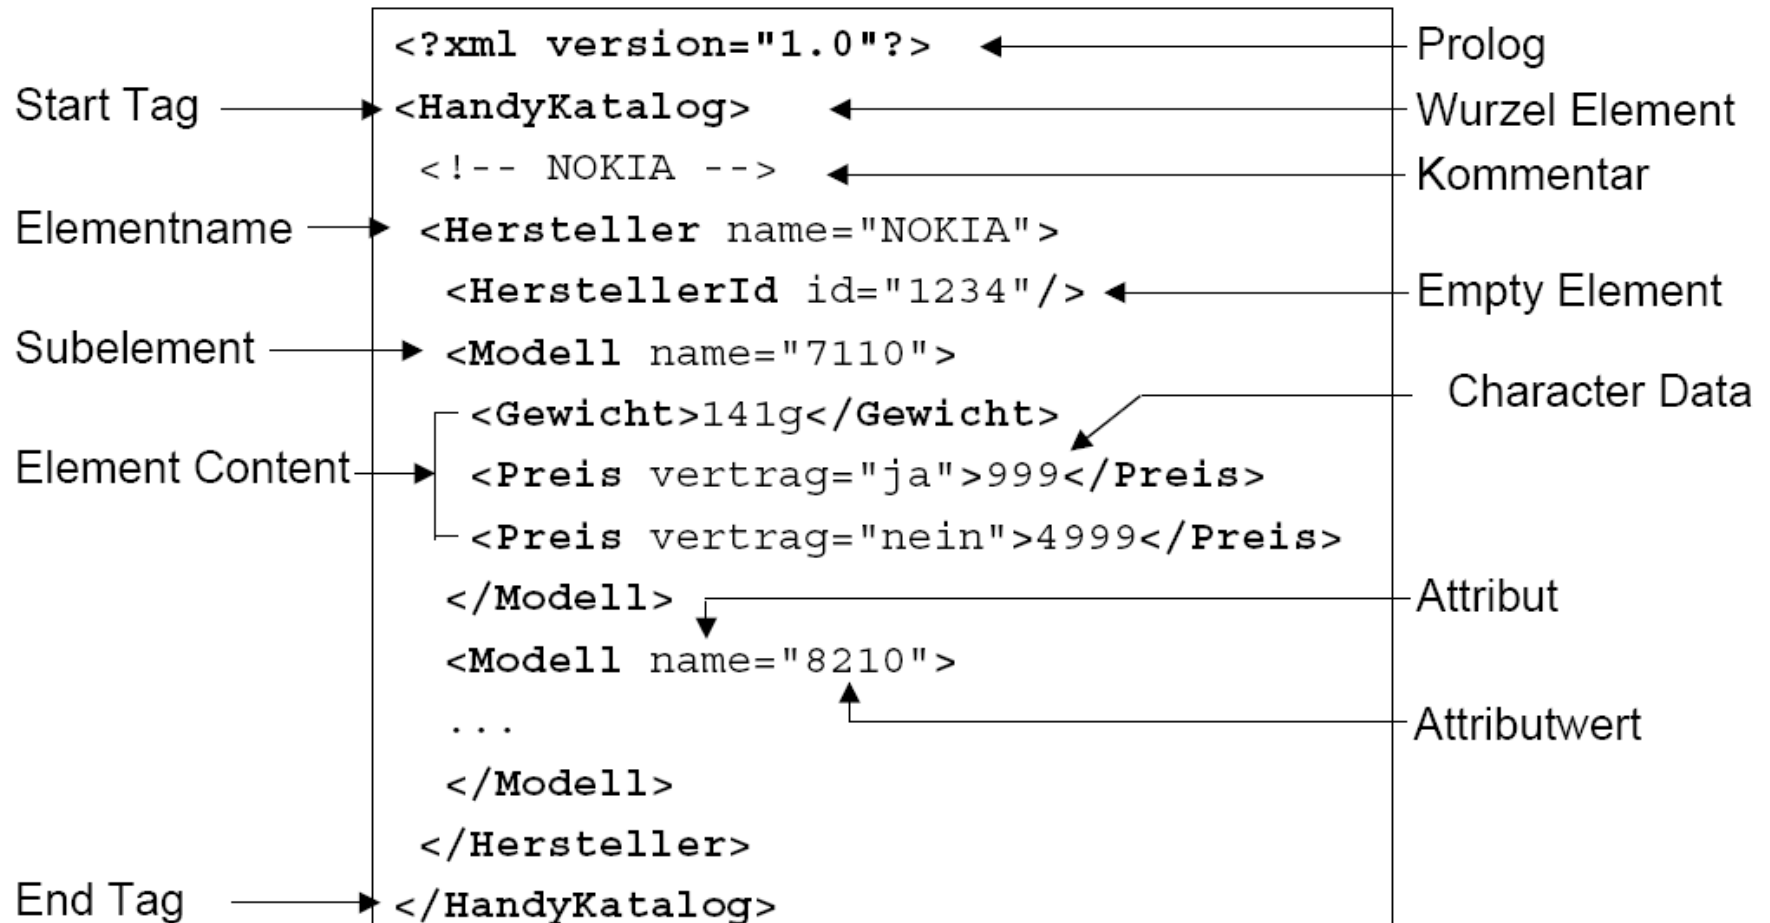 <?xml version="1.0"?> Prolog
Start Tag <HandyKatalog> Wurzel Element
<!-- NOKIA --> Kommentar
Elementname <Hersteller name="NOKIA">
<HerstellerId id="1234"/> Empty Element
Subelement <Modell name="7110">
Character Data
<Gewicht>141g</Gewicht>
Element Content <Preis vertrag="ja">999</Preis>
<Preis vertrag="nein">4999</Preis>
</Modell> Attribut
<Modell name="8210">
... Attributwert
</Modell>
</Hersteller>
End Tag </HandyKatalog>